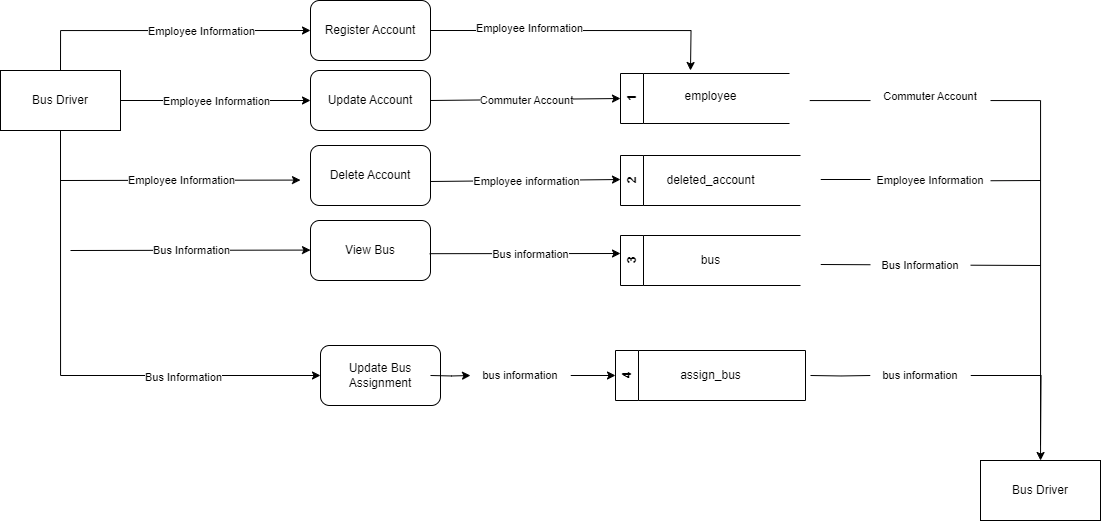 Employee Information
Register Account
Employee Information
Bus Driver
Employee Information
Update Account
Commuter Account
1
employee
Commuter Account
Employee Information
Delete Account
Employee information
2
deleted_account
Employee Information
Bus Information
View Bus
Bus information
3
bus
Bus Information
Bus Information
Update Bus
Assignment
bus information
4
assign_bus
bus information
Bus Driver